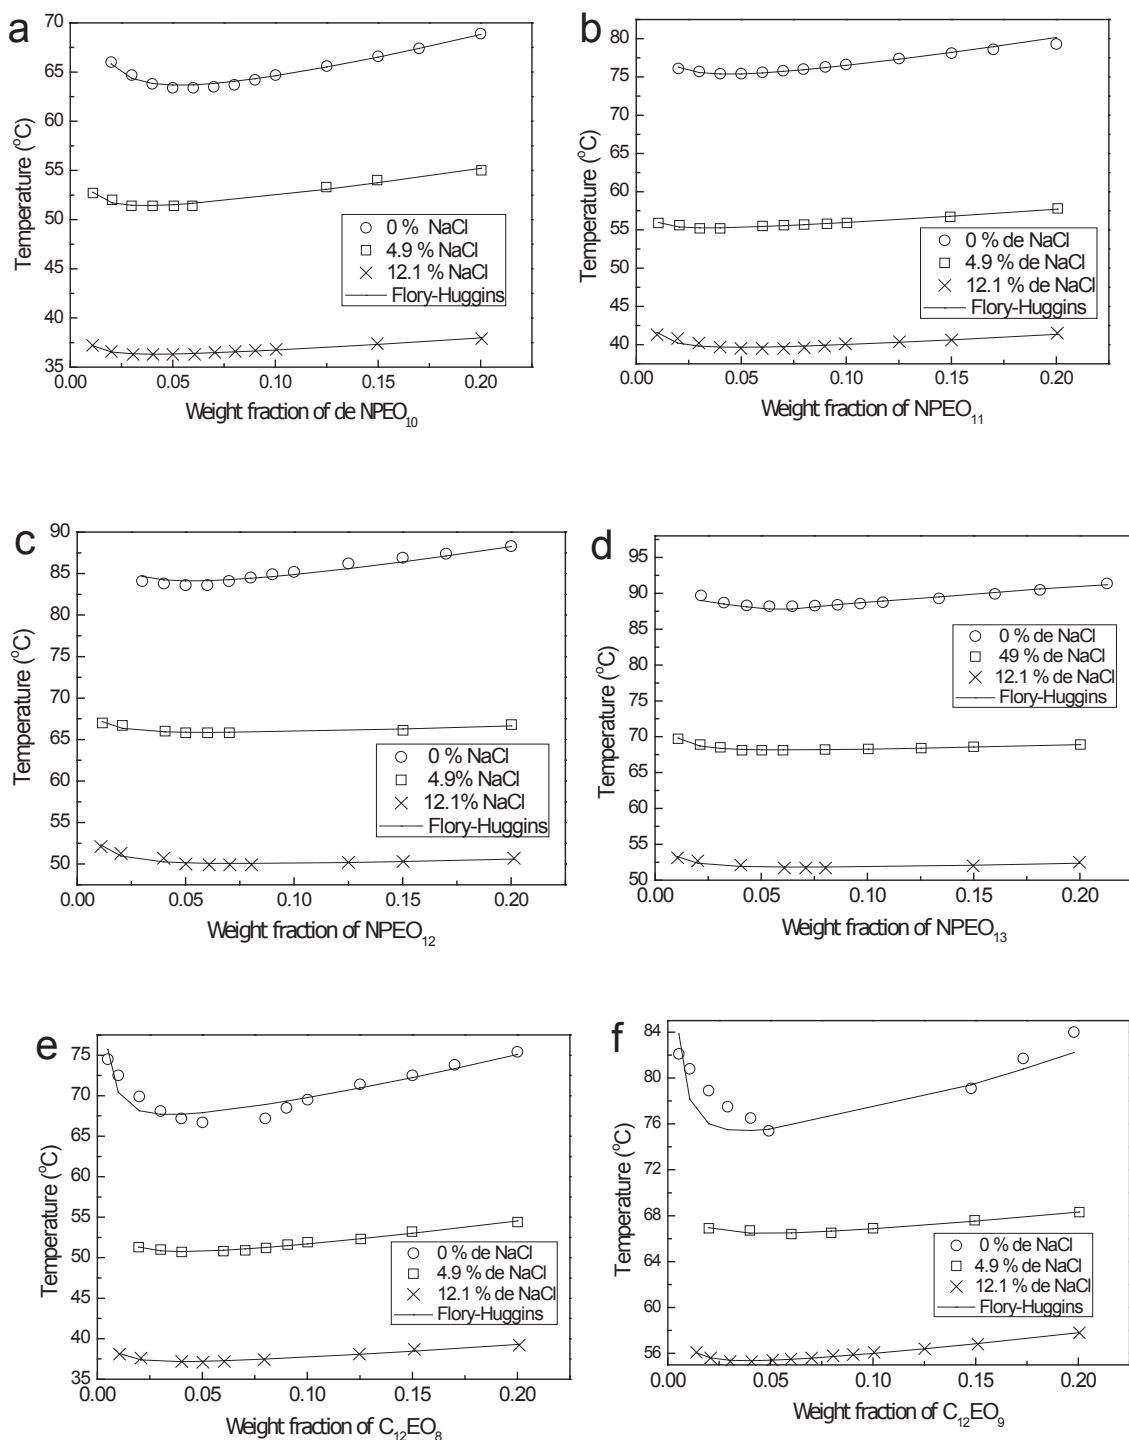 a
70
65
60
55
50
45
40
35
0.00
0.05
0.10
0.15
0.20
Temperature (°C)
Weight fraction of de NPEO₁₀
0 % NaCl
4.9 % NaCl
12.1 % NaCl
Flory-Huggins
b
80
75
70
65
60
55
50
45
40
0.00
0.05
0.10
0.15
0.20
Temperature (°C)
Weight fraction of NPEO₁₁
0 % de NaCl
4.9 % de NaCl
12.1 % de NaCl
Flory-Huggins
c
90
85
80
75
70
65
60
55
50
0.00
0.05
0.10
0.15
0.20
Temperature (°C)
Weight fraction of NPEO₁₂
0 % NaCl
4.9% NaCl
12.1% NaCl
Flory-Huggins
d
95
90
85
80
75
70
65
60
55
50
0.00
0.05
0.10
0.15
0.20
Temperature (°C)
Weight fraction of NPEO₁₃
0 % de NaCl
49 % de NaCl
12.1 % de NaCl
Flory-Huggins
e
75
70
65
60
55
50
45
40
35
0.00
0.05
0.10
0.15
0.20
Temperature (°C)
Weight fraction of C₁₂EO₈
0 % de NaCl
4.9 % de NaCl
12.1 % de NaCl
Flory-Huggins
f
84
80
76
72
68
64
60
56
0.00
0.05
0.10
0.15
0.20
Temperature (°C)
Weight fraction of C₁₂EO₉
0 % de NaCl
4.9 % de NaCl
12.1 % de NaCl
Flory-Huggins